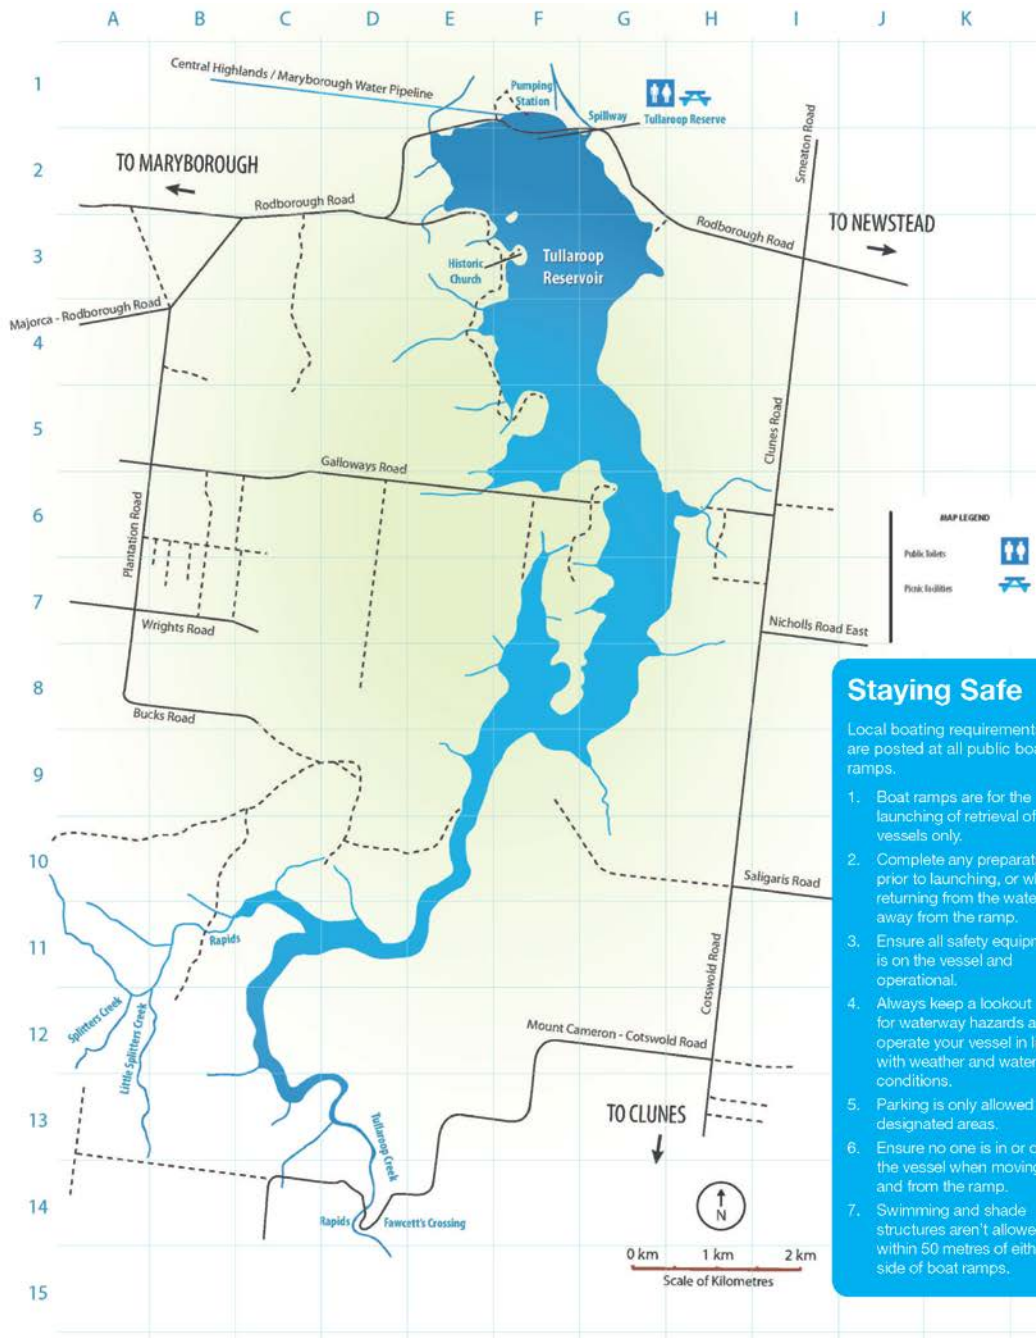 A B C D E F G H I J K
1
2
3
4
5
6
7
8
9
10
11
12
13
14
15
Central Highlands / Maryborough Water Pipeline
Pumping
Station
Spillway
Tullaroop Reserve
Smeaton Road
TO MARYBOROUGH
Rodborough Road
Rodborough Road
TO NEWSTEAD
Historic
Church
Tullaroop
Reservoir
Majorca - Rodborough Road
Clunes Road
Galloways Road
Plantation Road
MAP LEGEND
Public Toilets
Picnic Facilities
Wrights Road
Nicholls Road East
Bucks Road
Saligaris Road
Rapids
Cotswold Road
Splitters Creek
Little Splitters Creek
Mount Cameron - Cotswold Road
TO CLUNES
Tullaroop Creek
Rapids
Fawcett's Crossing
N
0 km 1 km 2 km
Scale of Kilometres
Staying Safe
Local boating requirement
are posted at all public boa
ramps.
1. Boat ramps are for the
launching of retrieval of
vessels only.
2. Complete any preparat
prior to launching, or wh
returning from the wate
away from the ramp.
3. Ensure all safety equipm
is on the vessel and
operational.
4. Always keep a lookout
for waterway hazards a
operate your vessel in l
with weather and water
conditions.
5. Parking is only allowed
designated areas.
6. Ensure no one is in or o
the vessel when moving
and from the ramp.
7. Swimming and shade
structures aren't allowe
within 50 metres of eith
side of boat ramps.